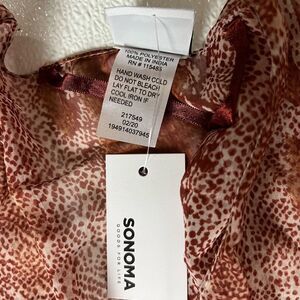 100% POLYESTER
MADE IN INDIA
RN # 115483
HAND WASH COLD
DO NOT BLEACH
LAY FLAT TO DRY
COOL IRON IF
NEEDED
217549
02/20
194914037945
SONOMA
GOODS FOR LIFE